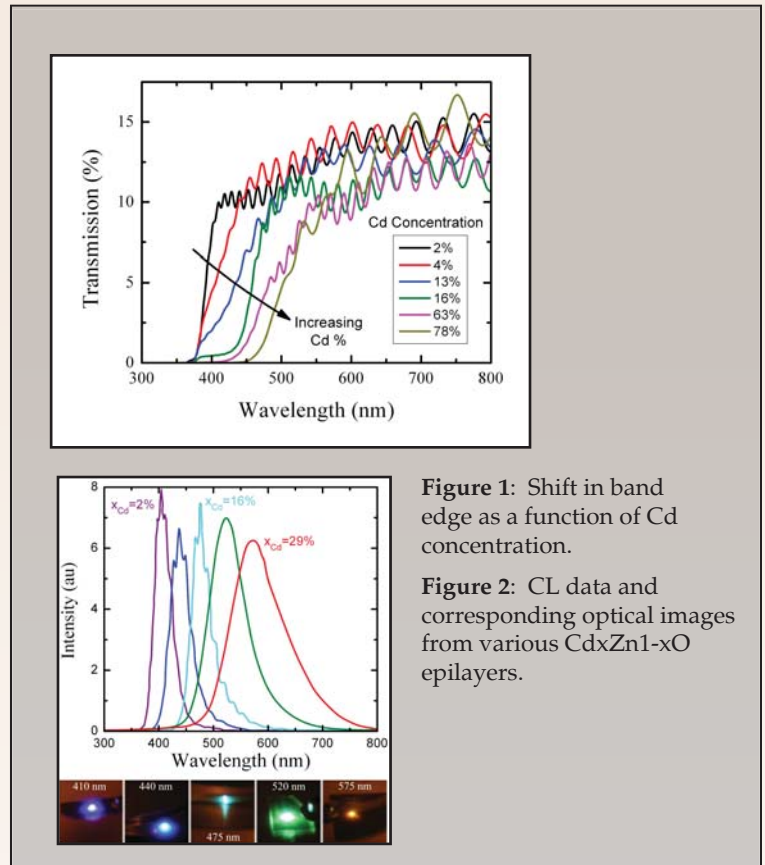 Transmission (%)
15
10
5
0
300
400
500
600
700
800
Wavelength (nm)
Increasing
Cd %
Cd Concentration
2%
4%
13%
16%
63%
78%
Intensity (au)
8
6
4
2
0
x_Cd=2%
x_Cd=16%
x_Cd=29%
300
400
500
600
700
800
Wavelength (nm)
410 nm
440 nm
475 nm
520 nm
575 nm
Figure 1: Shift in band
edge as a function of Cd
concentration.
Figure 2: CL data and
corresponding optical images
from various CdxZn1-xO
epilayers.